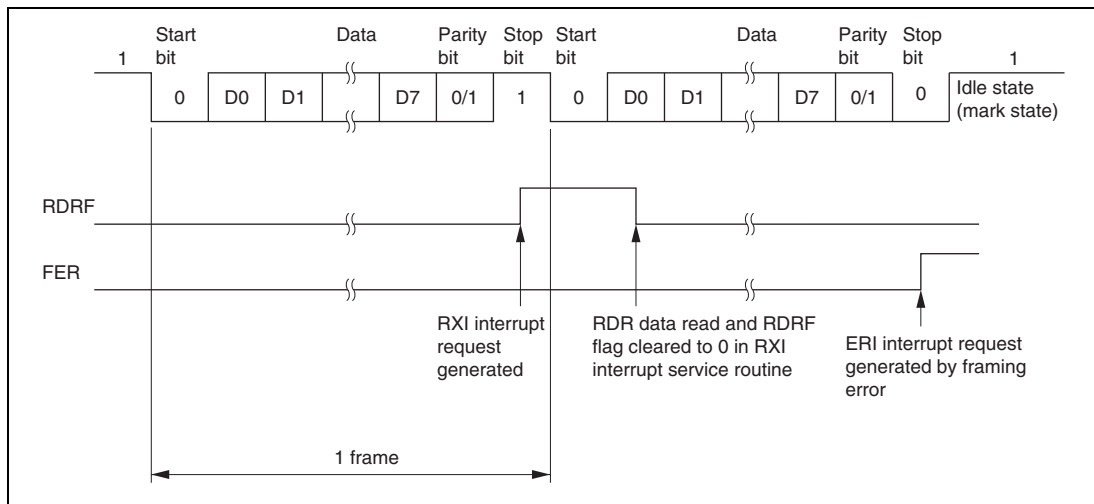 1
Start bit
Data
Parity bit
Stop bit
Start bit
Data
Parity bit
Stop bit
1
0 D0 D1 D7 0/1 1 0 D0 D1 D7 0/1 0
Idle state
(mark state)
RDRF
FER
RXI interrupt
request
generated
RDR data read and RDRF
flag cleared to 0 in RXI
interrupt service routine
ERI interrupt request
generated by framing
error
1 frame